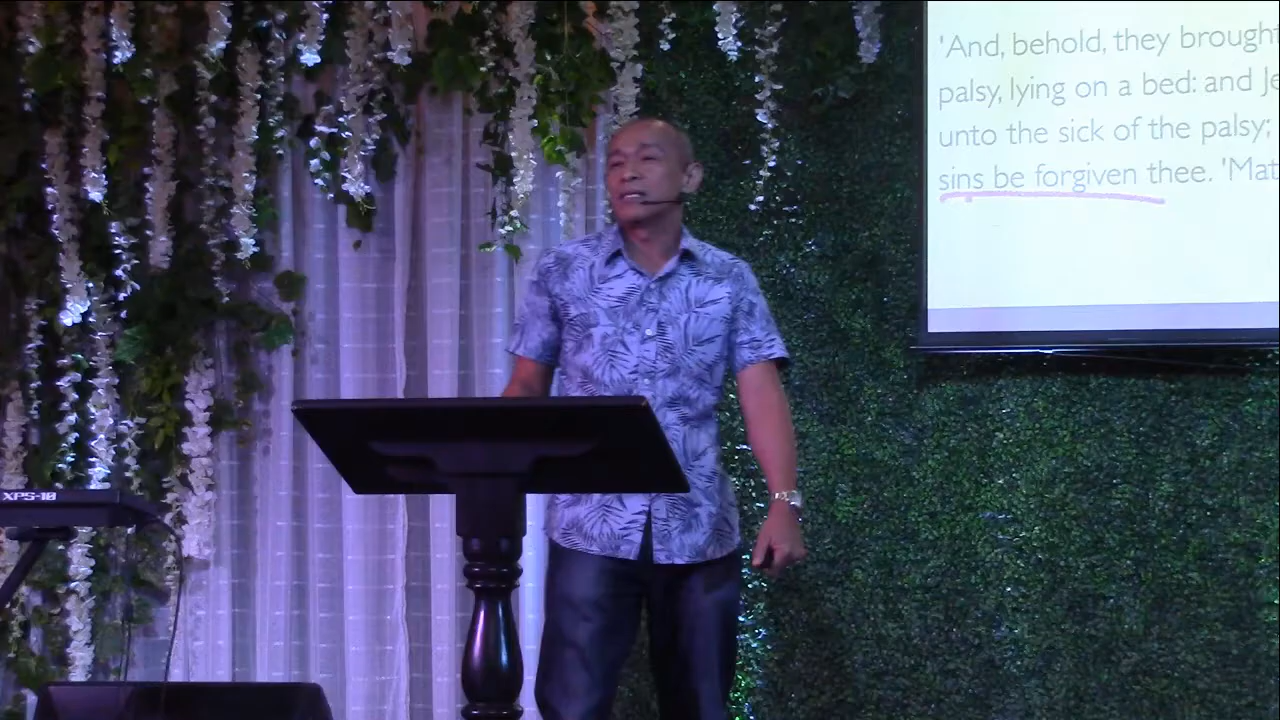 'And, behold, they brought
palsy, lying on a bed: and Je
unto the sick of the palsy;
sins be forgiven thee. 'Mat
XPS-10